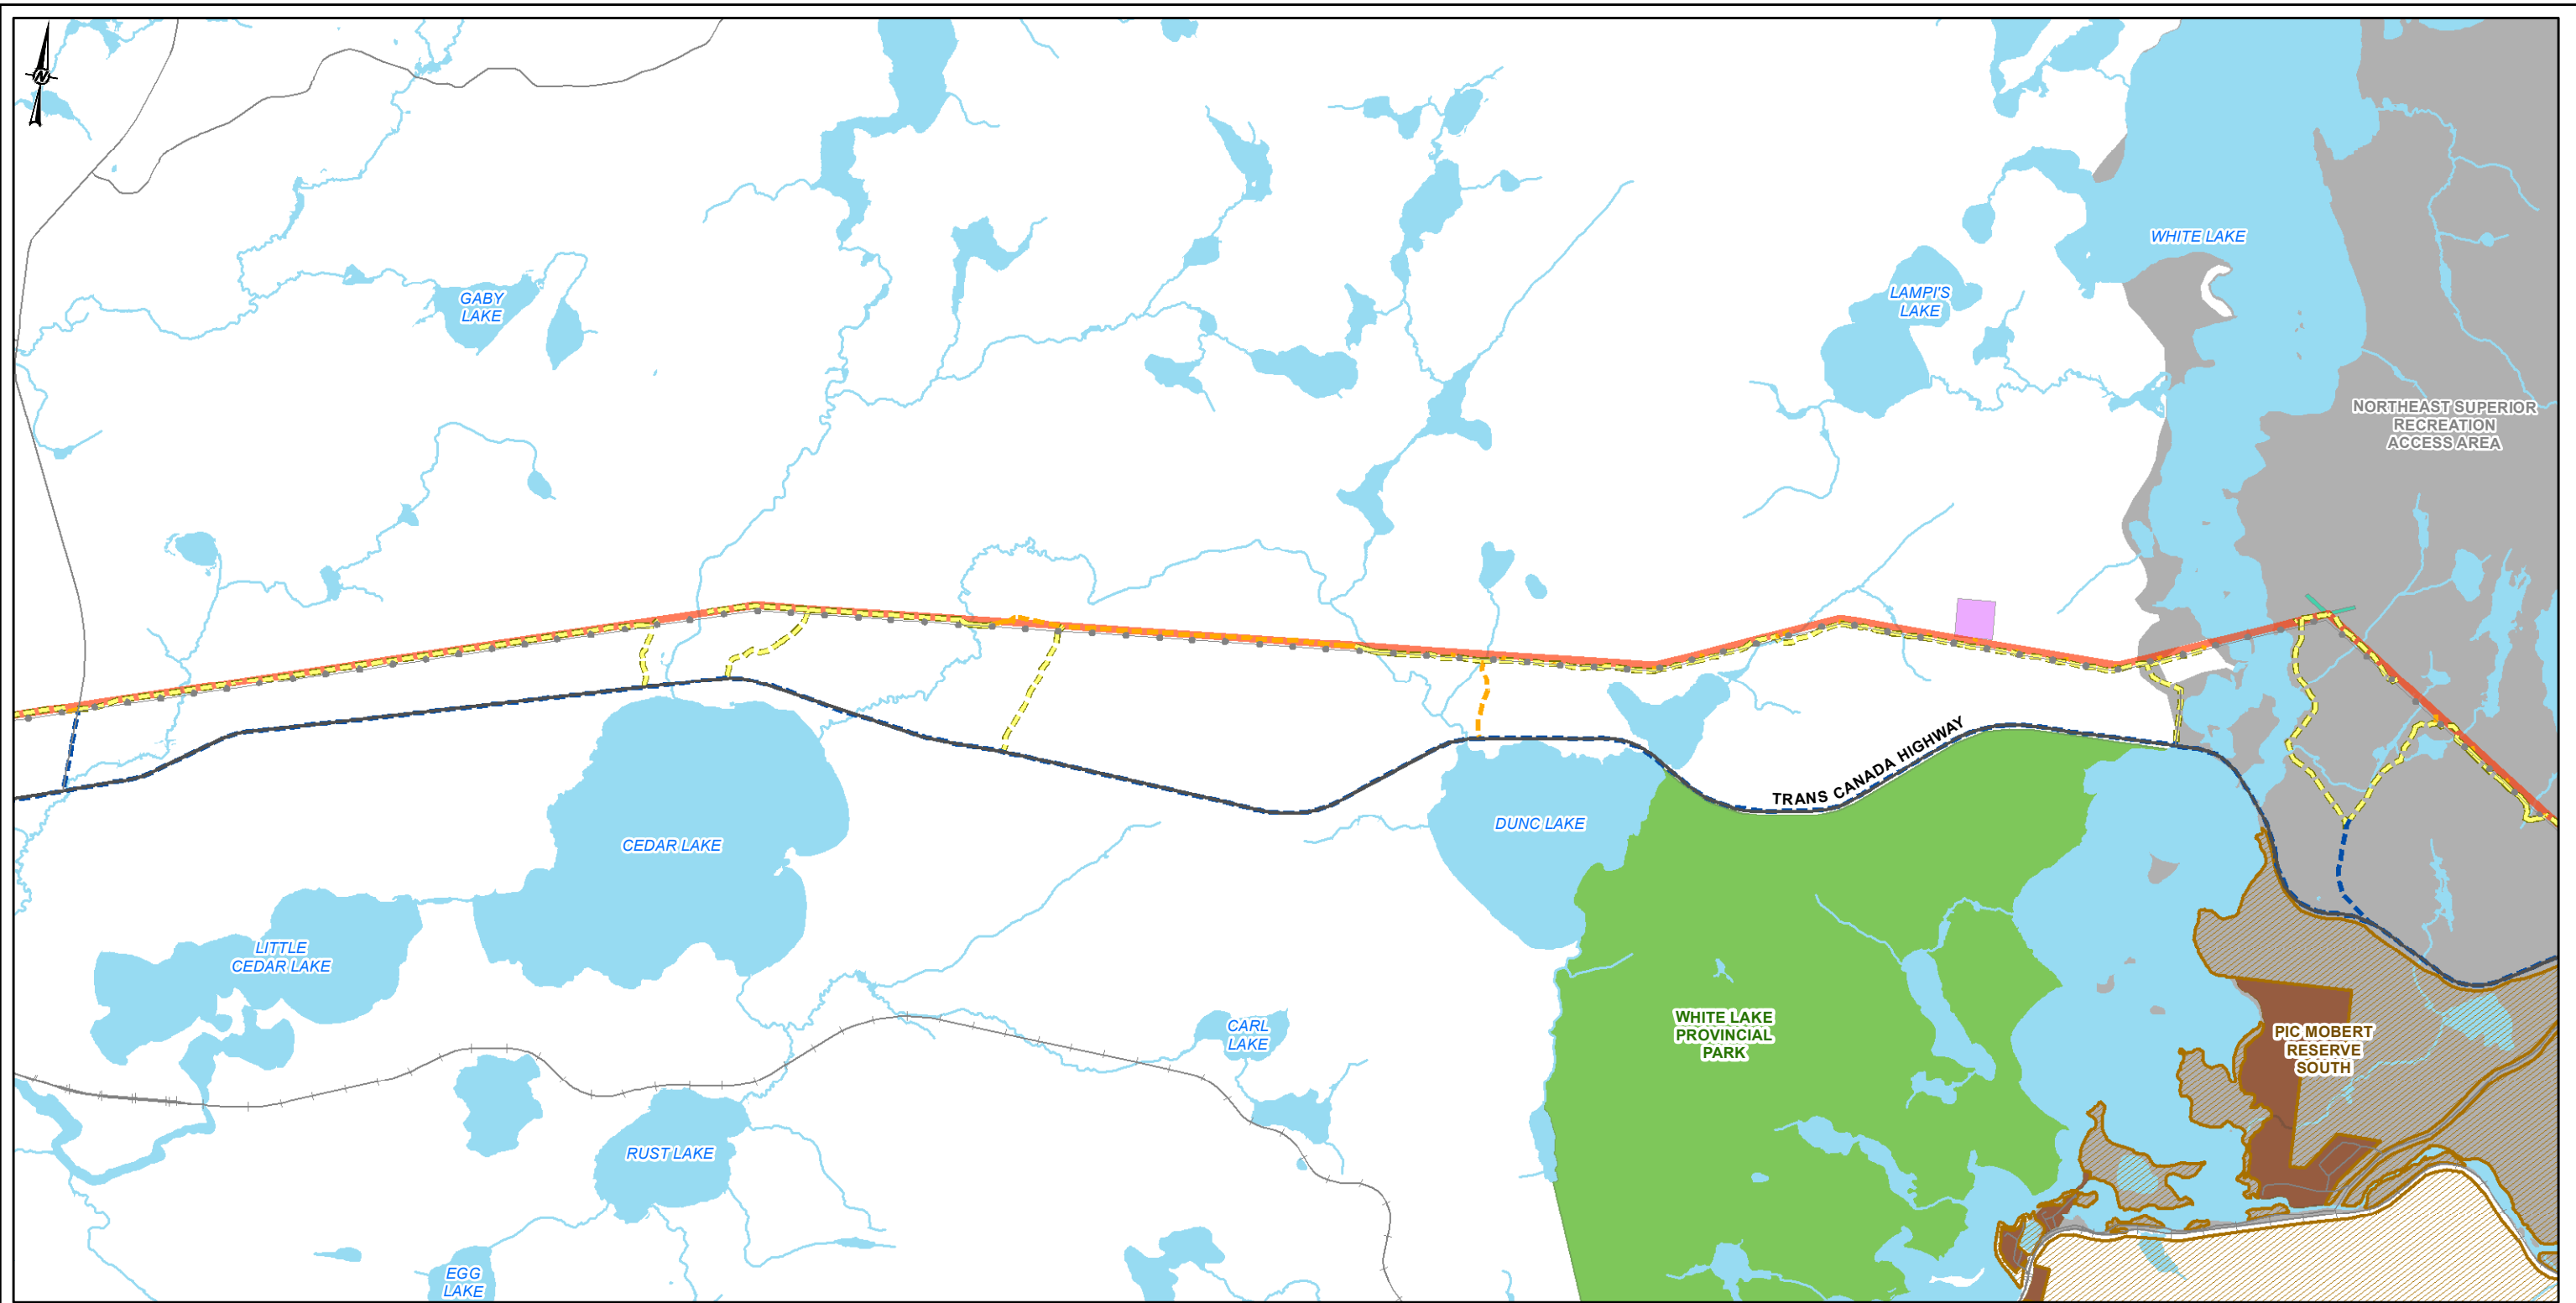 N
WHITE LAKE
GABY
LAKE
LAMPI'S
LAKE
NORTHEAST SUPERIOR
RECREATION
ACCESS AREA
TRANS CANADA HIGHWAY
CEDAR LAKE
DUNC LAKE
LITTLE
CEDAR LAKE
WHITE LAKE
PROVINCIAL
PARK
CARL
LAKE
PIC MOBERT
RESERVE
SOUTH
RUST LAKE
EGG
LAKE